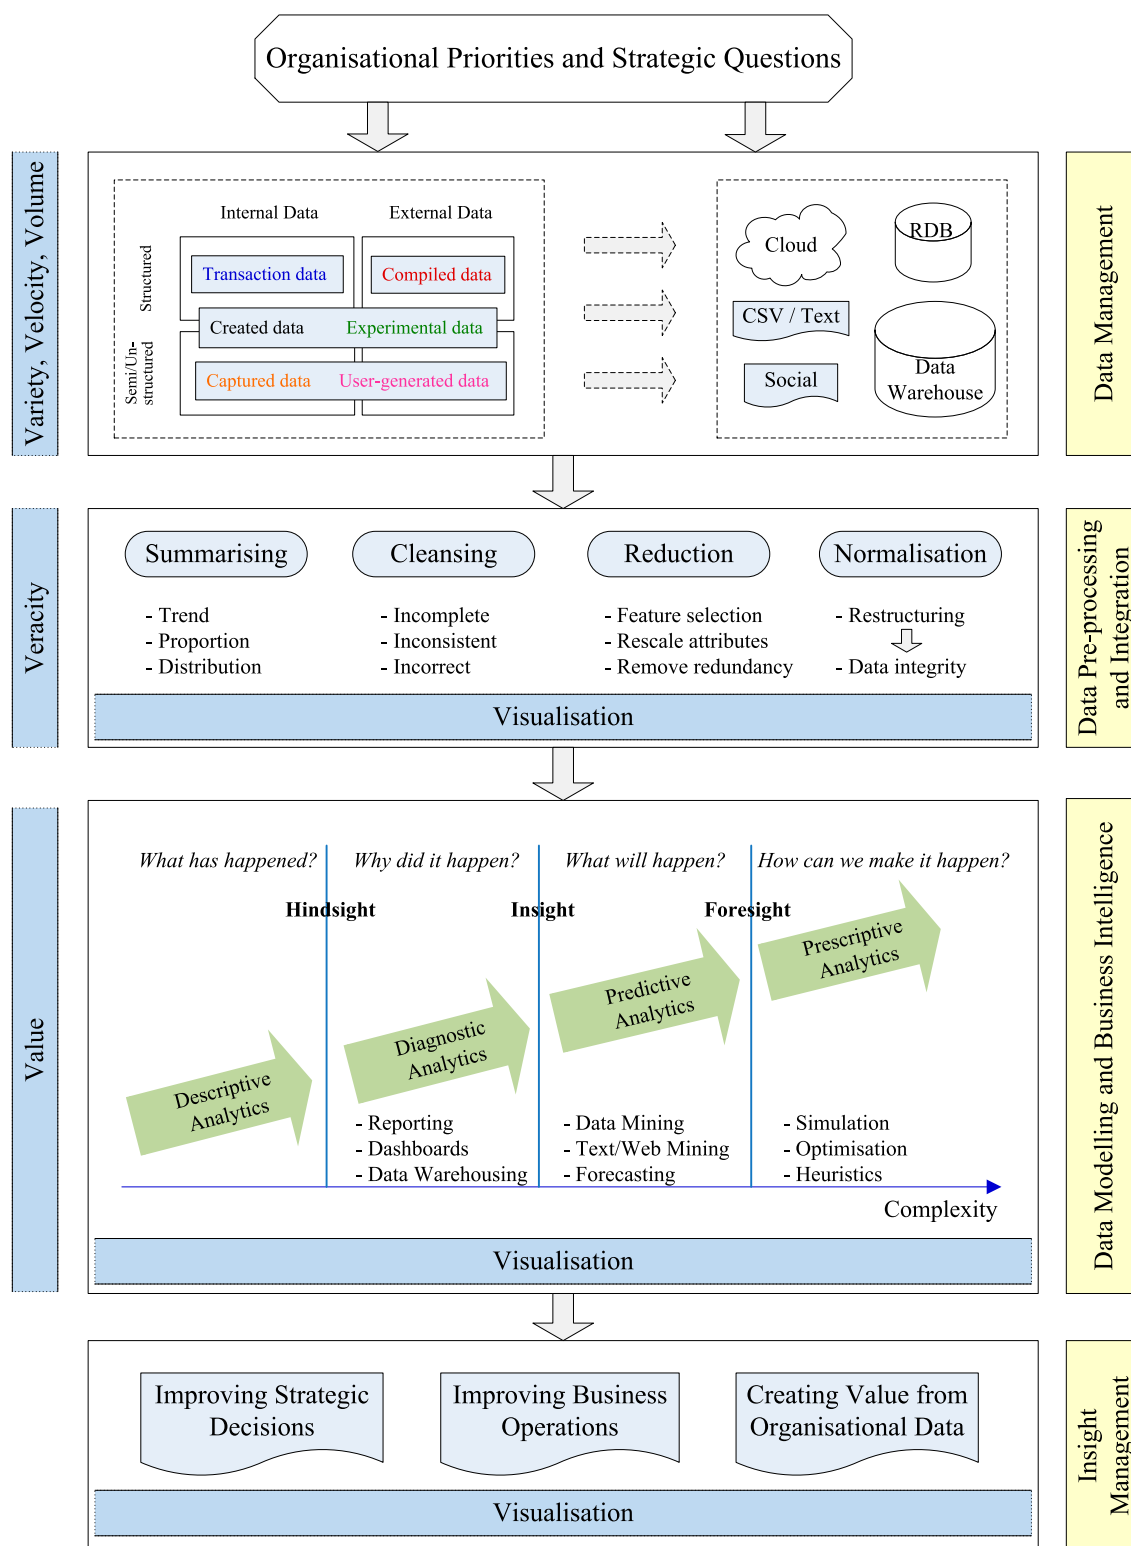 Organisational Priorities and Strategic Questions
Variety, Velocity, Volume
Internal Data
External Data
Structured
Transaction data
Compiled data
Created data
Experimental data
Semi/Un-
structured
Captured data
User-generated data
Cloud
RDB
CSV / Text
Social
Data
Warehouse
Data Management
Veracity
Summarising
- Trend
- Proportion
- Distribution
Cleansing
- Incomplete
- Inconsistent
- Incorrect
Reduction
- Feature selection
- Rescale attributes
- Remove redundancy
Normalisation
- Restructuring
- Data integrity
Visualisation
Data Pre-processing
and Integration
Value
What has happened?
Why did it happen?
What will happen?
How can we make it happen?
Hindsight
Insight
Foresight
Descriptive
Analytics
Diagnostic
Analytics
Predictive
Analytics
Prescriptive
Analytics
- Reporting
- Dashboards
- Data Warehousing
- Data Mining
- Text/Web Mining
- Forecasting
- Simulation
- Optimisation
- Heuristics
Complexity
Visualisation
Data Modelling and Business Intelligence
Improving Strategic
Decisions
Improving Business
Operations
Creating Value from
Organisational Data
Visualisation
Insight
Management